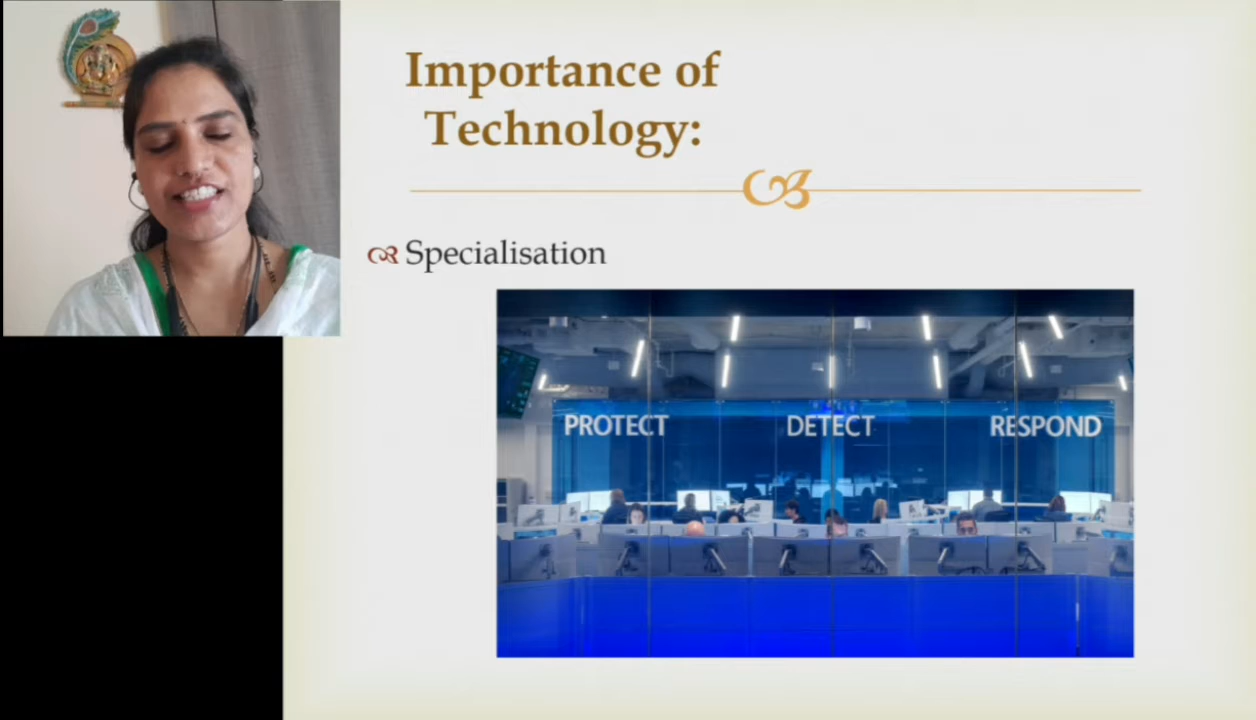 Importance of
Technology:
Specialisation
PROTECT
DETECT
RESPOND